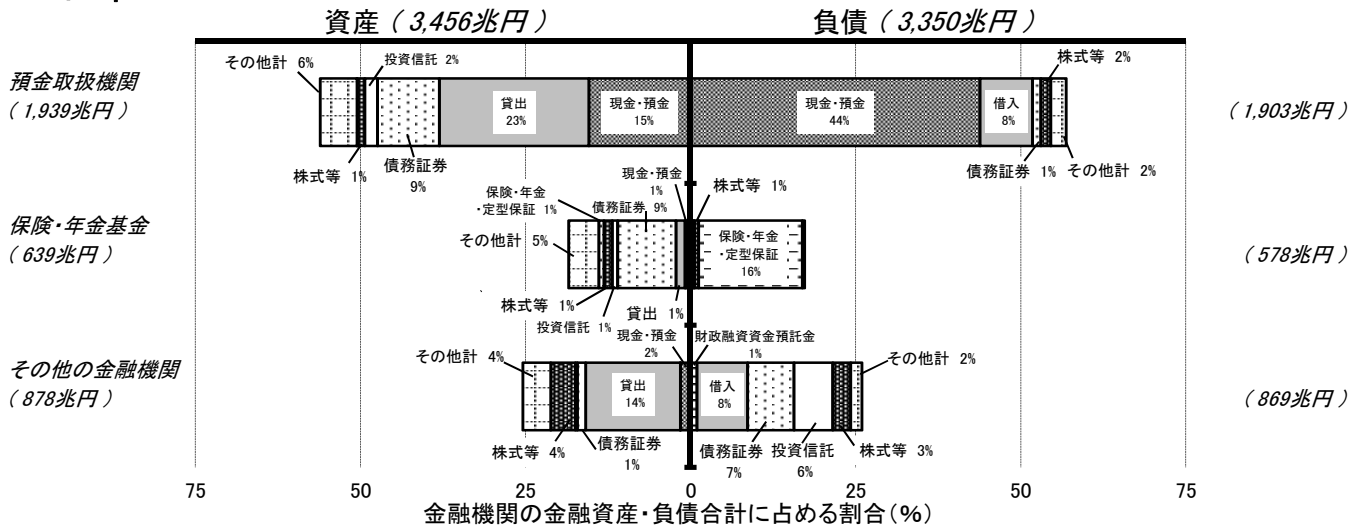 資産（3,456兆円）
負債（3,350兆円）
預金取扱機関
（1,939兆円）
その他計 6%
投資信託 2%
株式等 1%
債務証券
9%
貸出
23%
現金・預金
15%
現金・預金
44%
借入
8%
株式等 2%
債務証券 1%
その他計 2%
（1,903兆円）
保険・年金基金
（639兆円）
その他計 5%
保険・年金
・定型保証 1%
株式等 1%
投資信託 1%
債務証券 9%
貸出 1%
現金・預金
1%
株式等 1%
保険・年金
・定型保証
16%
（578兆円）
その他の金融機関
（878兆円）
その他計 4%
株式等 4%
債務証券
1%
貸出
14%
現金・預金
2%
財政融資資金預託金
1%
借入
8%
債務証券
7%
投資信託
6%
株式等 3%
その他計 2%
（869兆円）
75 50 25 0 25 50 75
金融機関の金融資産・負債合計に占める割合(%)